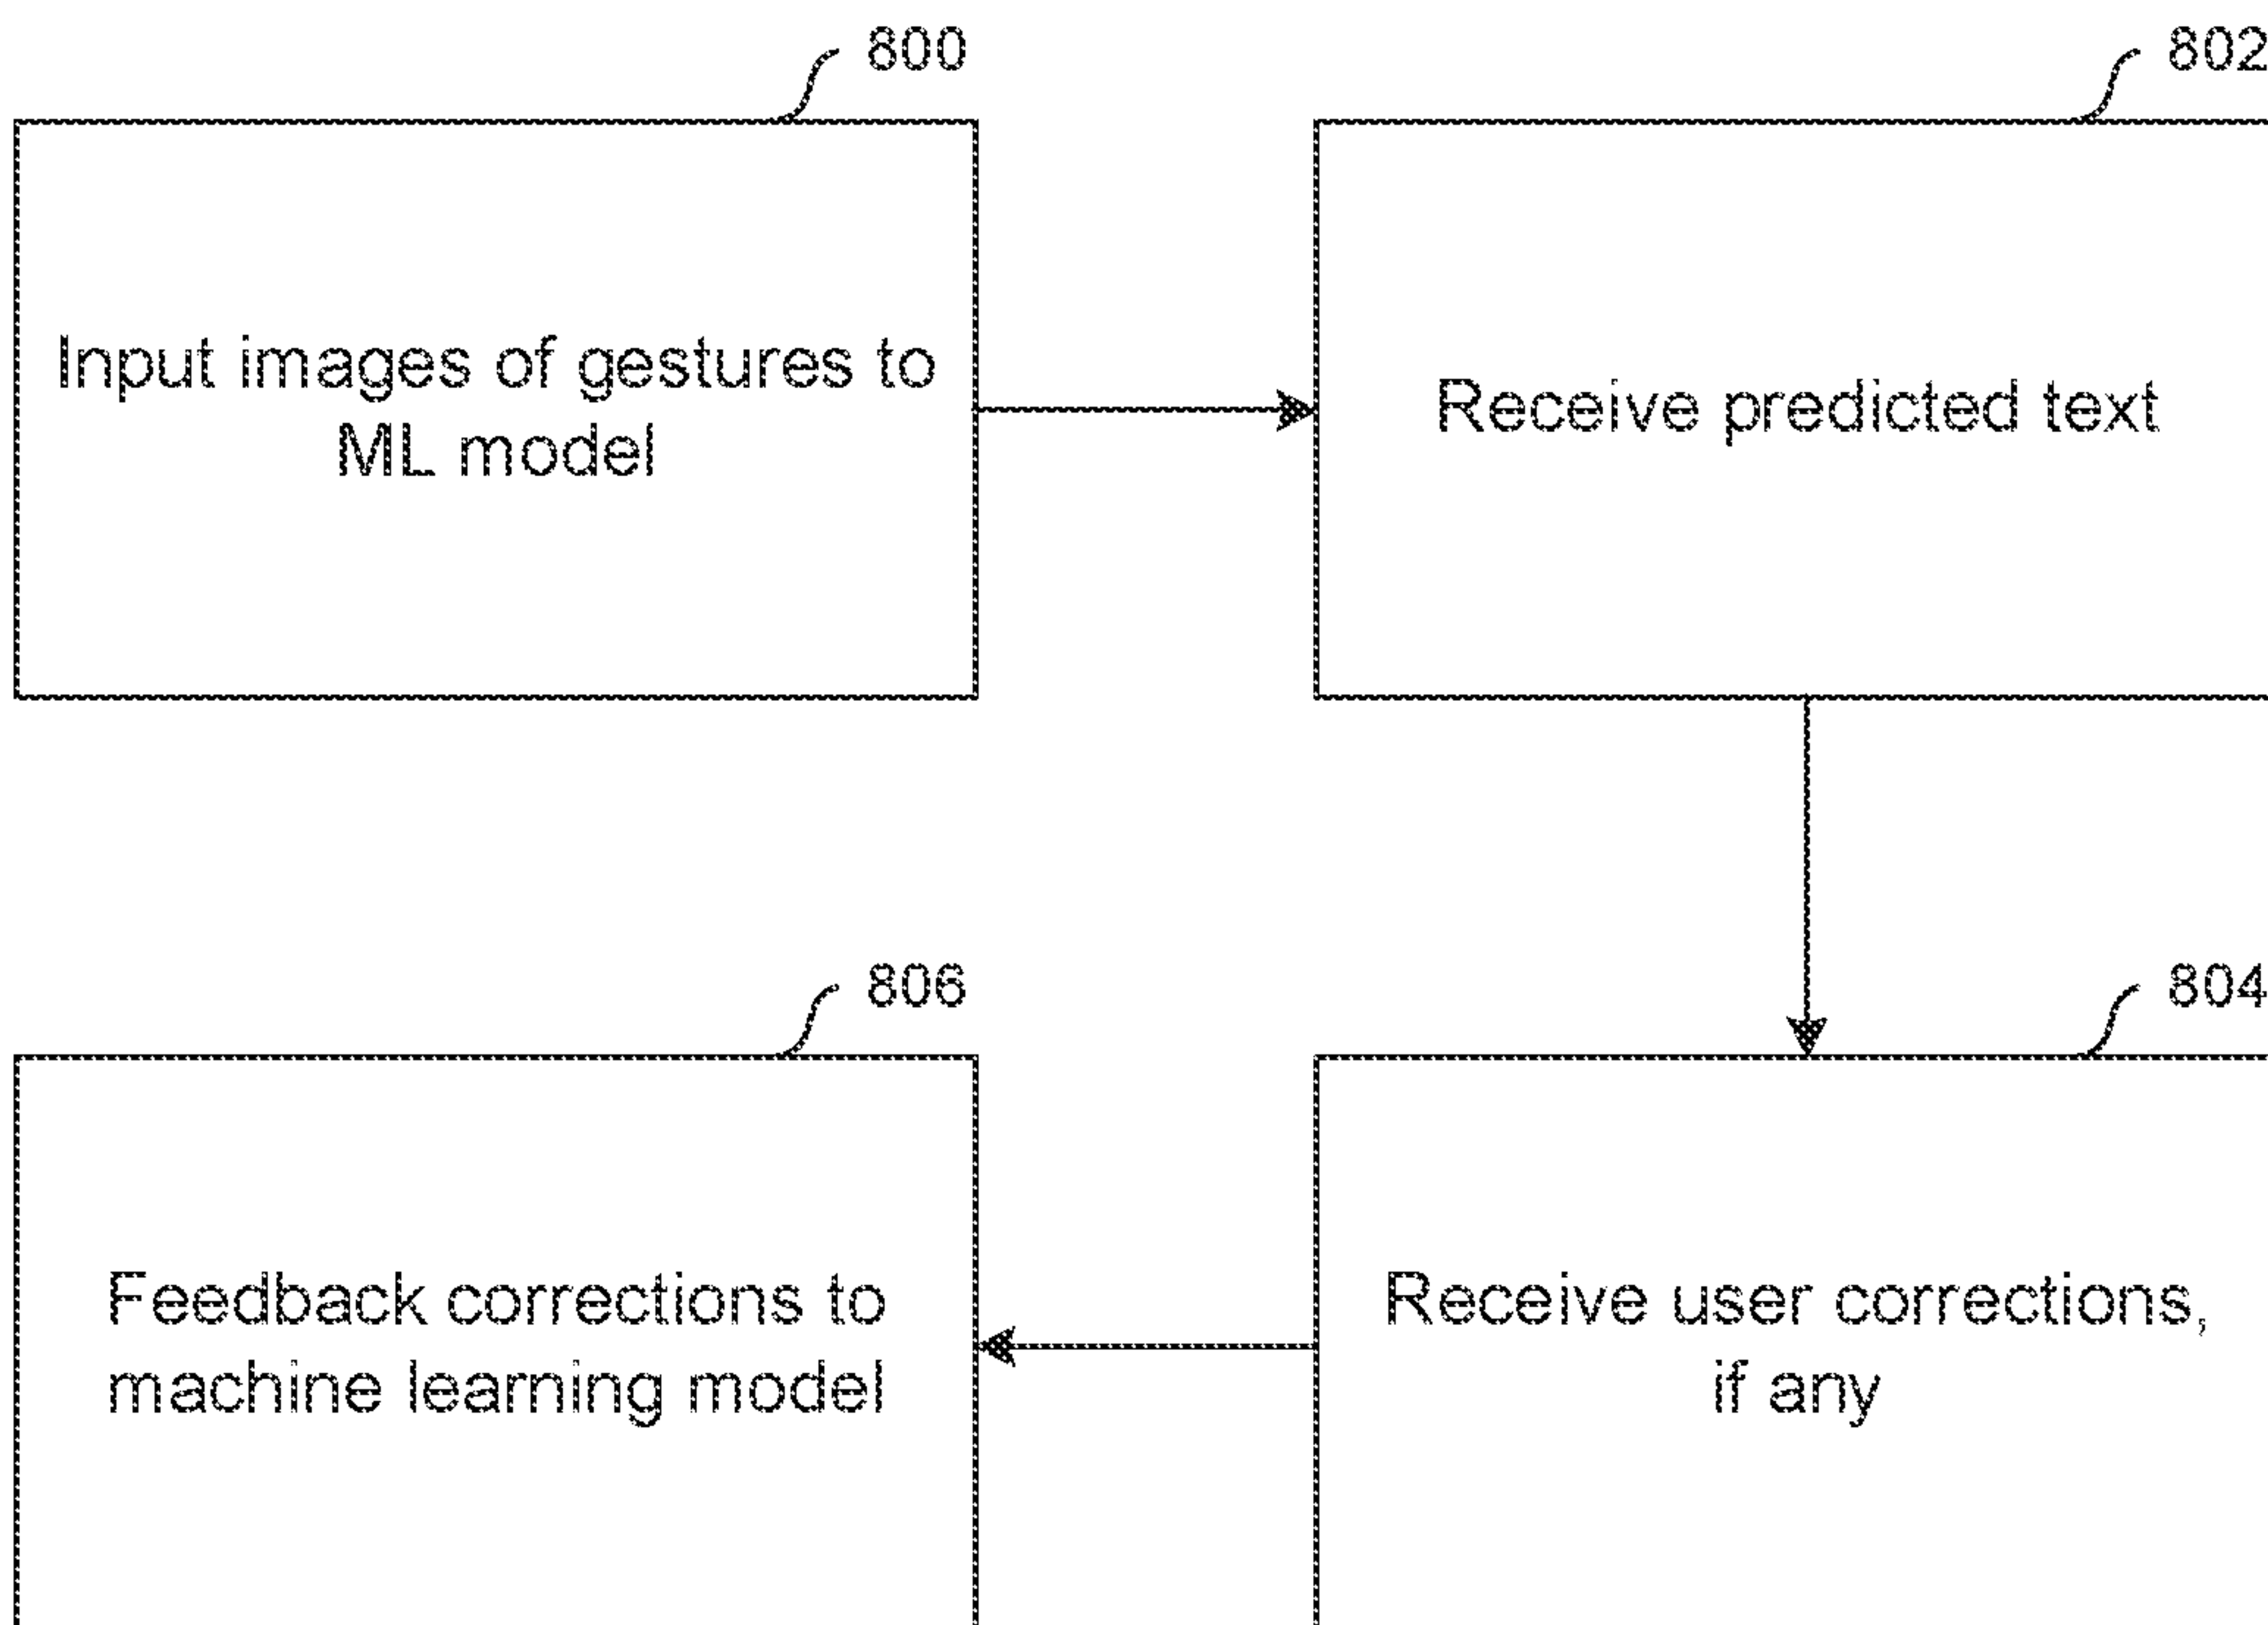 800
Input images of gestures to
ML model
802
Receive predicted text
804
Receive user corrections,
if any
806
Feedback corrections to
machine learning model